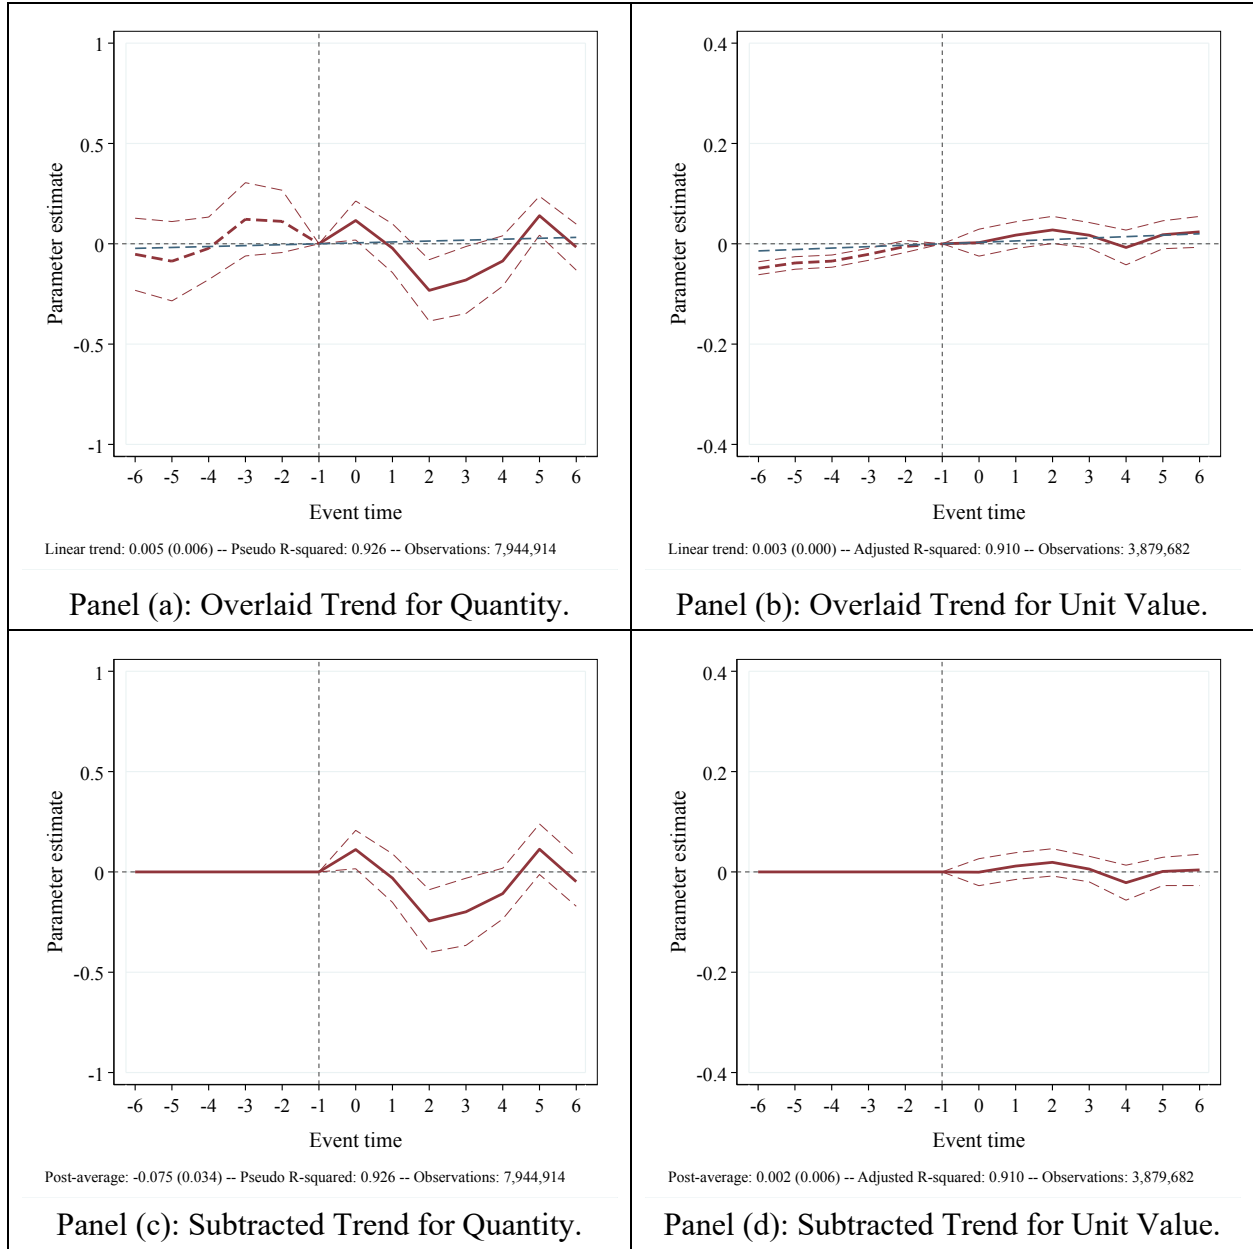 1
0.5
0
-0.5
-1
Parameter estimate
-6 -5 -4 -3 -2 -1 0 1 2 3 4 5 6
Event time
Linear trend: 0.005 (0.006) -- Pseudo R-squared: 0.926 -- Observations: 7,944,914
Panel (a): Overlaid Trend for Quantity.
0.4
0.2
0
-0.2
-0.4
Parameter estimate
-6 -5 -4 -3 -2 -1 0 1 2 3 4 5 6
Event time
Linear trend: 0.003 (0.000) -- Adjusted R-squared: 0.910 -- Observations: 3,879,682
Panel (b): Overlaid Trend for Unit Value.
1
0.5
0
-0.5
-1
Parameter estimate
-6 -5 -4 -3 -2 -1 0 1 2 3 4 5 6
Event time
Post-average: -0.075 (0.034) -- Pseudo R-squared: 0.926 -- Observations: 7,944,914
Panel (c): Subtracted Trend for Quantity.
0.4
0.2
0
-0.2
-0.4
Parameter estimate
-6 -5 -4 -3 -2 -1 0 1 2 3 4 5 6
Event time
Post-average: 0.002 (0.006) -- Adjusted R-squared: 0.910 -- Observations: 3,879,682
Panel (d): Subtracted Trend for Unit Value.